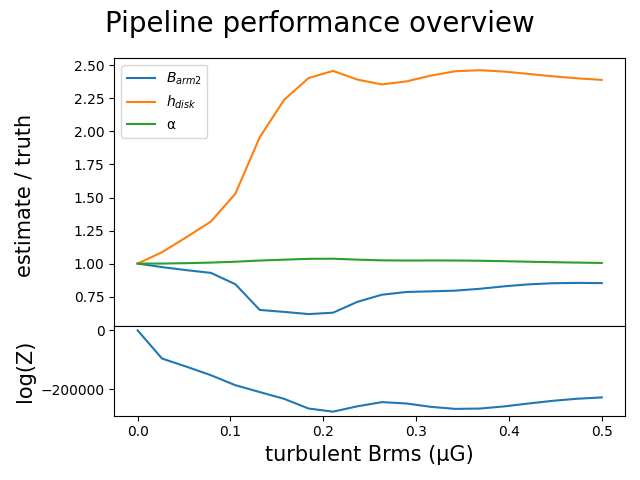 Pipeline performance overview
estimate / truth
2.50
2.25
2.00
1.75
1.50
1.25
1.00
0.75
B_arm2
h_disk
α
log(Z)
0
−200000
0.0 0.1 0.2 0.3 0.4 0.5
turbulent Brms (μG)